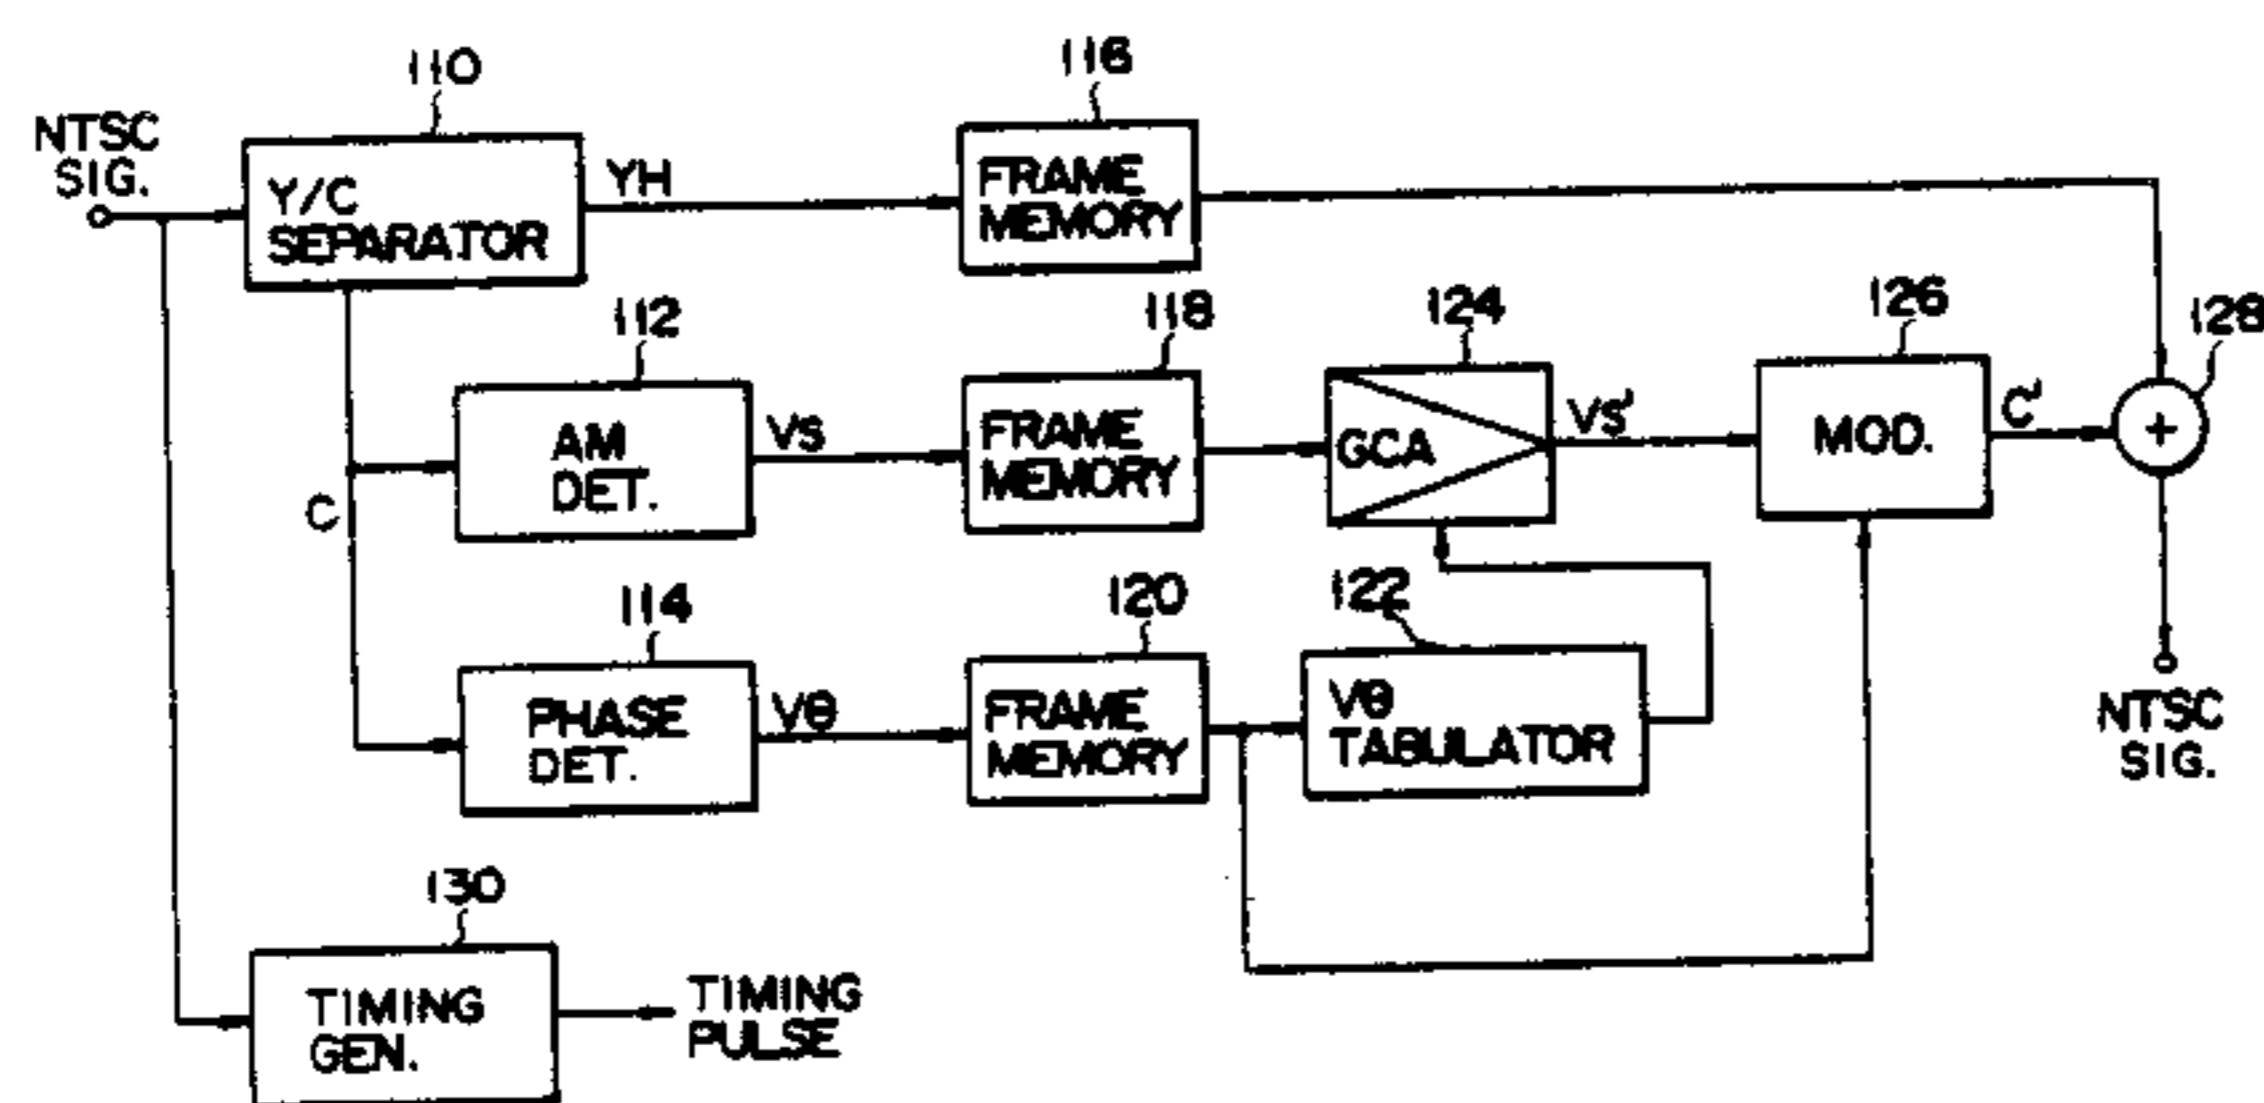 110
116
NTSC
SIG.
Y/C
SEPARATOR
YH
FRAME
MEMORY
112
118
124
126
128
AM
DET.
VS
FRAME
MEMORY
GCA
VS'
MOD.
C'
+
C
114
120
122
PHASE
DET.
Vθ
FRAME
MEMORY
Vθ
TABULATOR
NTSC
SIG.
130
TIMING
GEN.
TIMING
PULSE